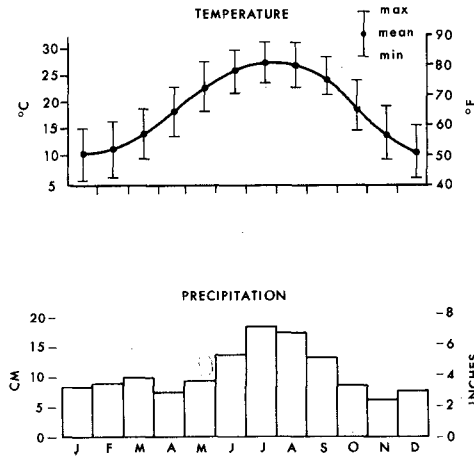 TEMPERATURE
max
mean
min
°C
30
25
20
15
10
5
90
80
70
60
50
40
°F
PRECIPITATION
CM
20
15
10
5
0
8
6
4
2
0
INCHES
J F M A M J J A S O N D